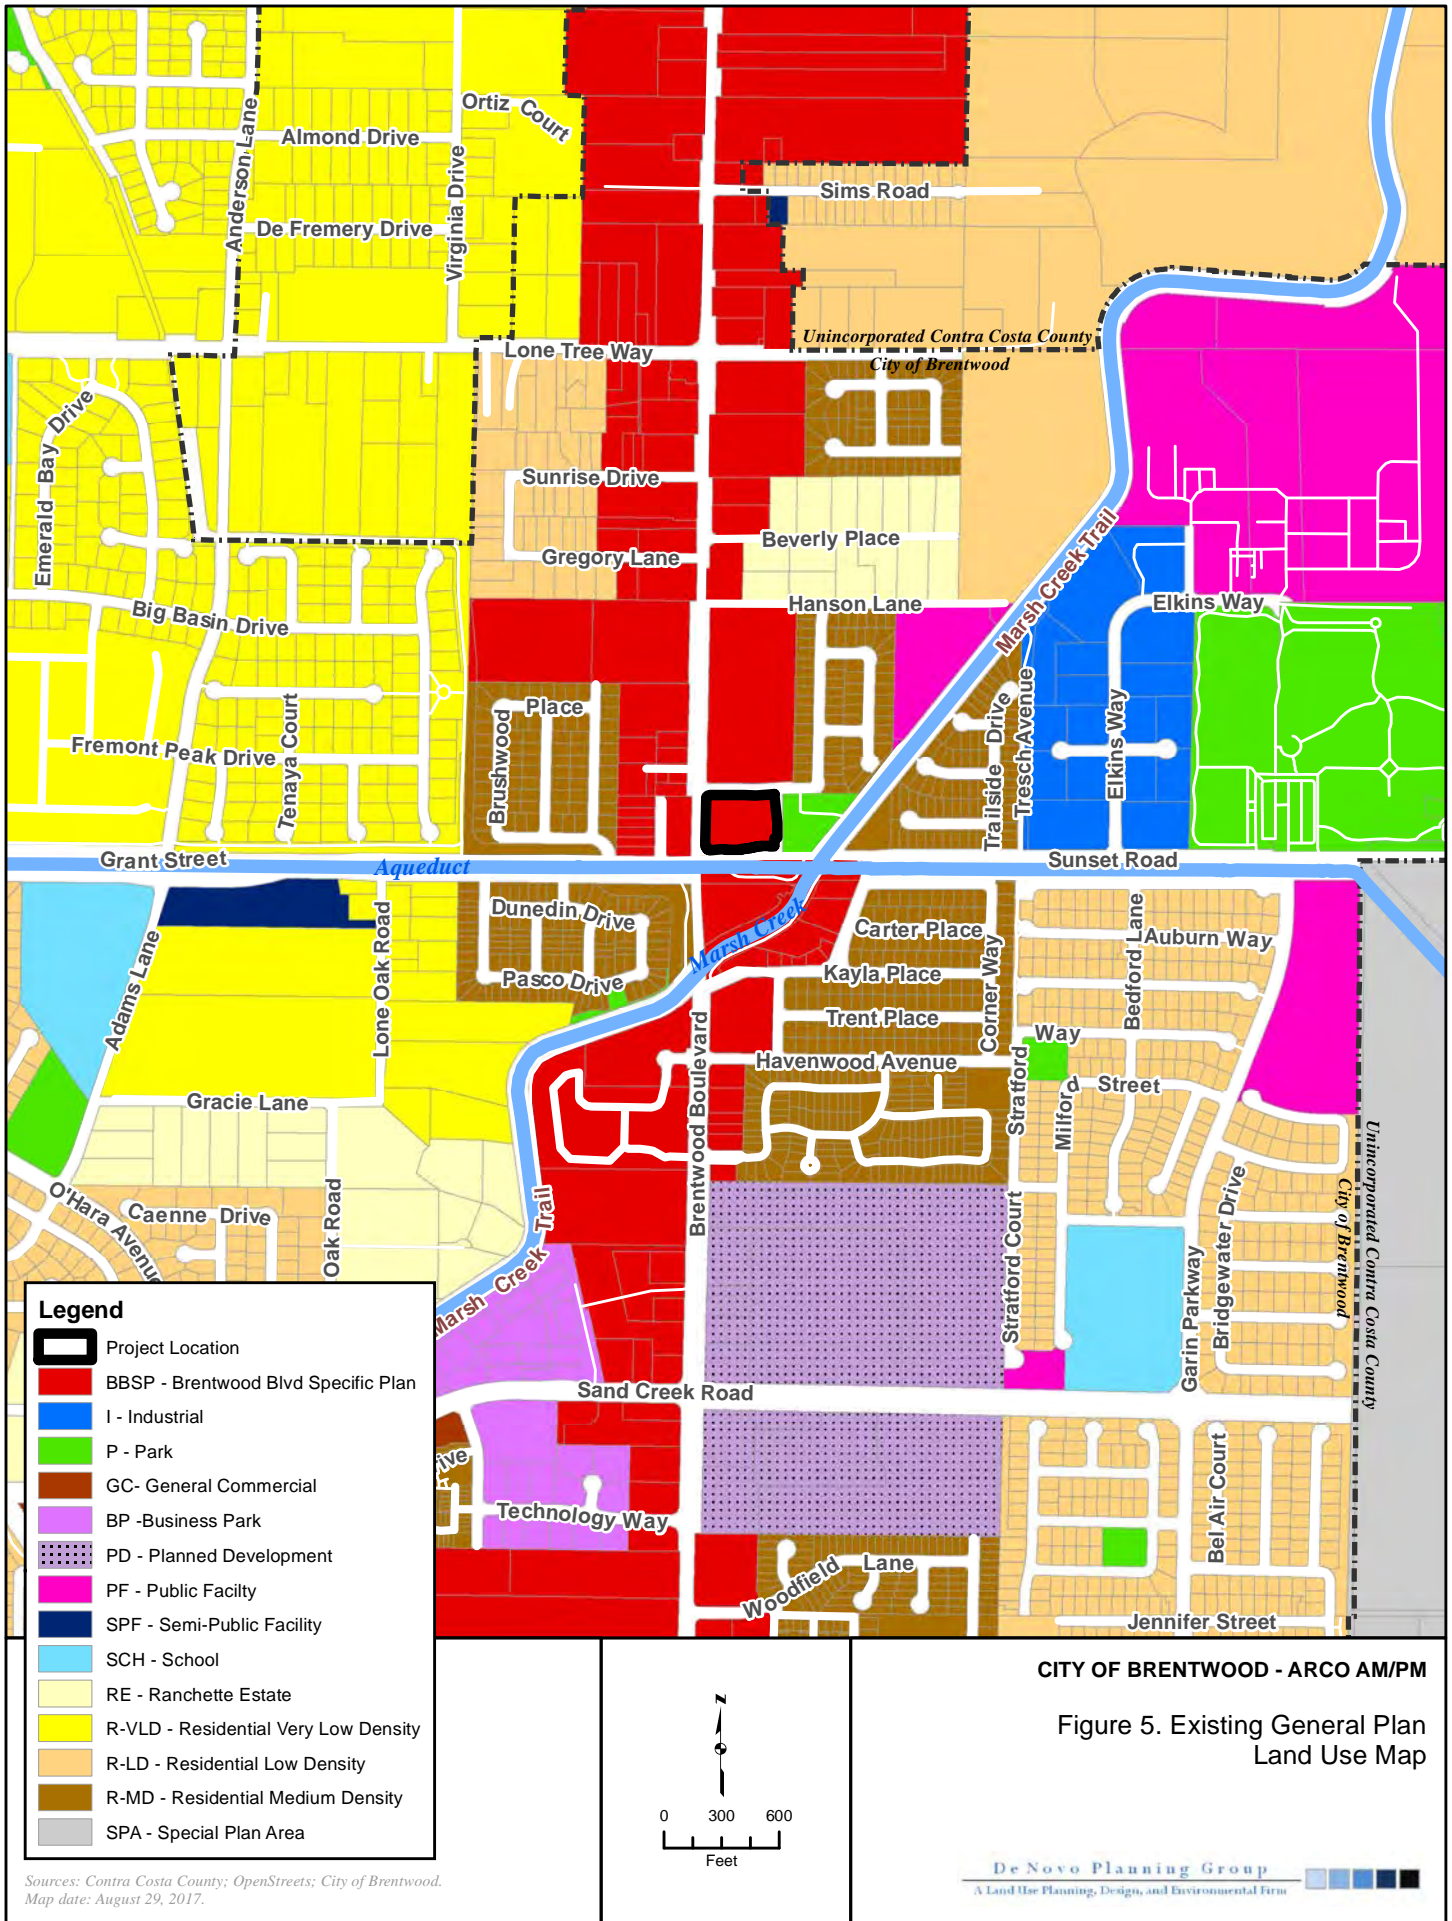 Ortiz Court
Almond Drive
Anderson Lane
Virginia Drive
De Fremery Drive
Sims Road
Lone Tree Way
Unincorporated Contra Costa County
City of Brentwood
Emerald Bay Drive
Sunrise Drive
Gregory Lane
Beverly Place
Marsh Creek Trail
Hanson Lane
Elkins Way
Big Basin Drive
Place
Brushwood
Tenaya Court
Fremont Peak Drive
Trailside Drive
Tresch Avenue
Elkins Way
Grant Street
Aqueduct
Sunset Road
Dunedin Drive
Marsh Creek
Carter Place
Bedford Lane
Auburn Way
Adams Lane
Lone Oak Road
Pasco Drive
Kayla Place
Corner Way
Trent Place
Way
Brentwood Boulevard
Havenwood Avenue
Stratford
Milford
Street
Gracie Lane
O'Hara Avenue
Caenne Drive
Oak Road
Marsh Creek Trail
Stratford Court
Garin Parkway
Bridgewater Drive
City of Brentwood
Unincorporated Contra Costa County
Sand Creek Road
rive
Technology Way
Bel Air Court
Woodfield Lane
Jennifer Street
Legend
Project Location
BBSP - Brentwood Blvd Specific Plan
I - Industrial
P - Park
GC- General Commercial
BP -Business Park
PD - Planned Development
PF - Public Facilty
SPF - Semi-Public Facility
SCH - School
RE - Ranchette Estate
R-VLD - Residential Very Low Density
R-LD - Residential Low Density
R-MD - Residential Medium Density
SPA - Special Plan Area
Sources: Contra Costa County; OpenStreets; City of Brentwood.
Map date: August 29, 2017.
N
0 300 600
Feet
CITY OF BRENTWOOD - ARCO AM/PM
Figure 5. Existing General Plan
Land Use Map
De Novo Planning Group
A Land Use Planning, Design, and Environmental Firm